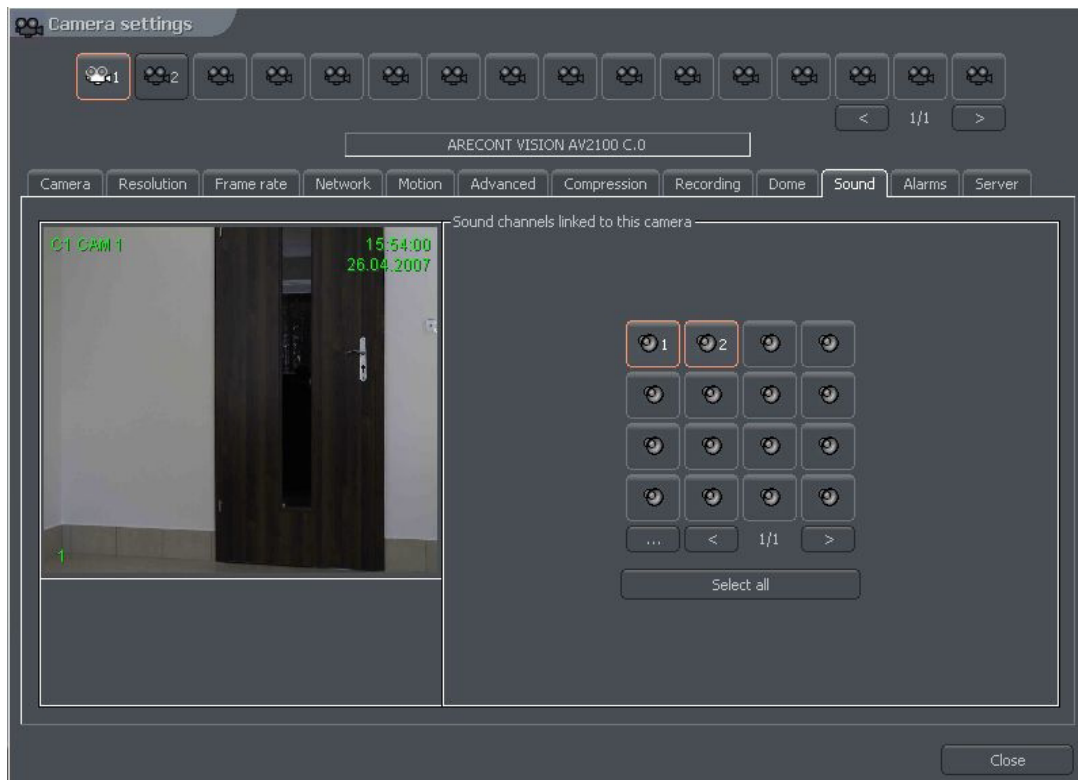 Camera settings
1 2
< 1/1 >
ARECONT VISION AV2100 C.0
Camera Resolution Frame rate Network Motion Advanced Compression Recording Dome Sound Alarms Server
Sound channels linked to this camera
C1 CAM 1
15:54:00
26.04.2007
1
1 2
... < 1/1 >
Select all
Close